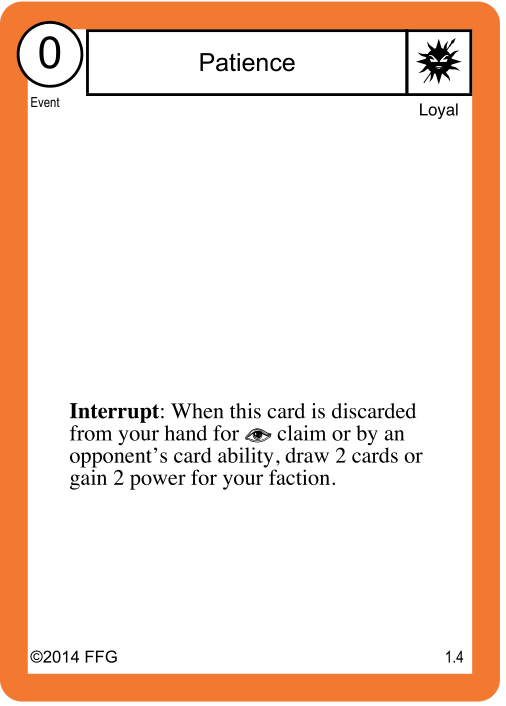 0
Patience
Event
Loyal
Interrupt: When this card is discarded
from your hand for claim or by an
opponent's card ability, draw 2 cards or
gain 2 power for your faction.
©2014 FFG
1.4